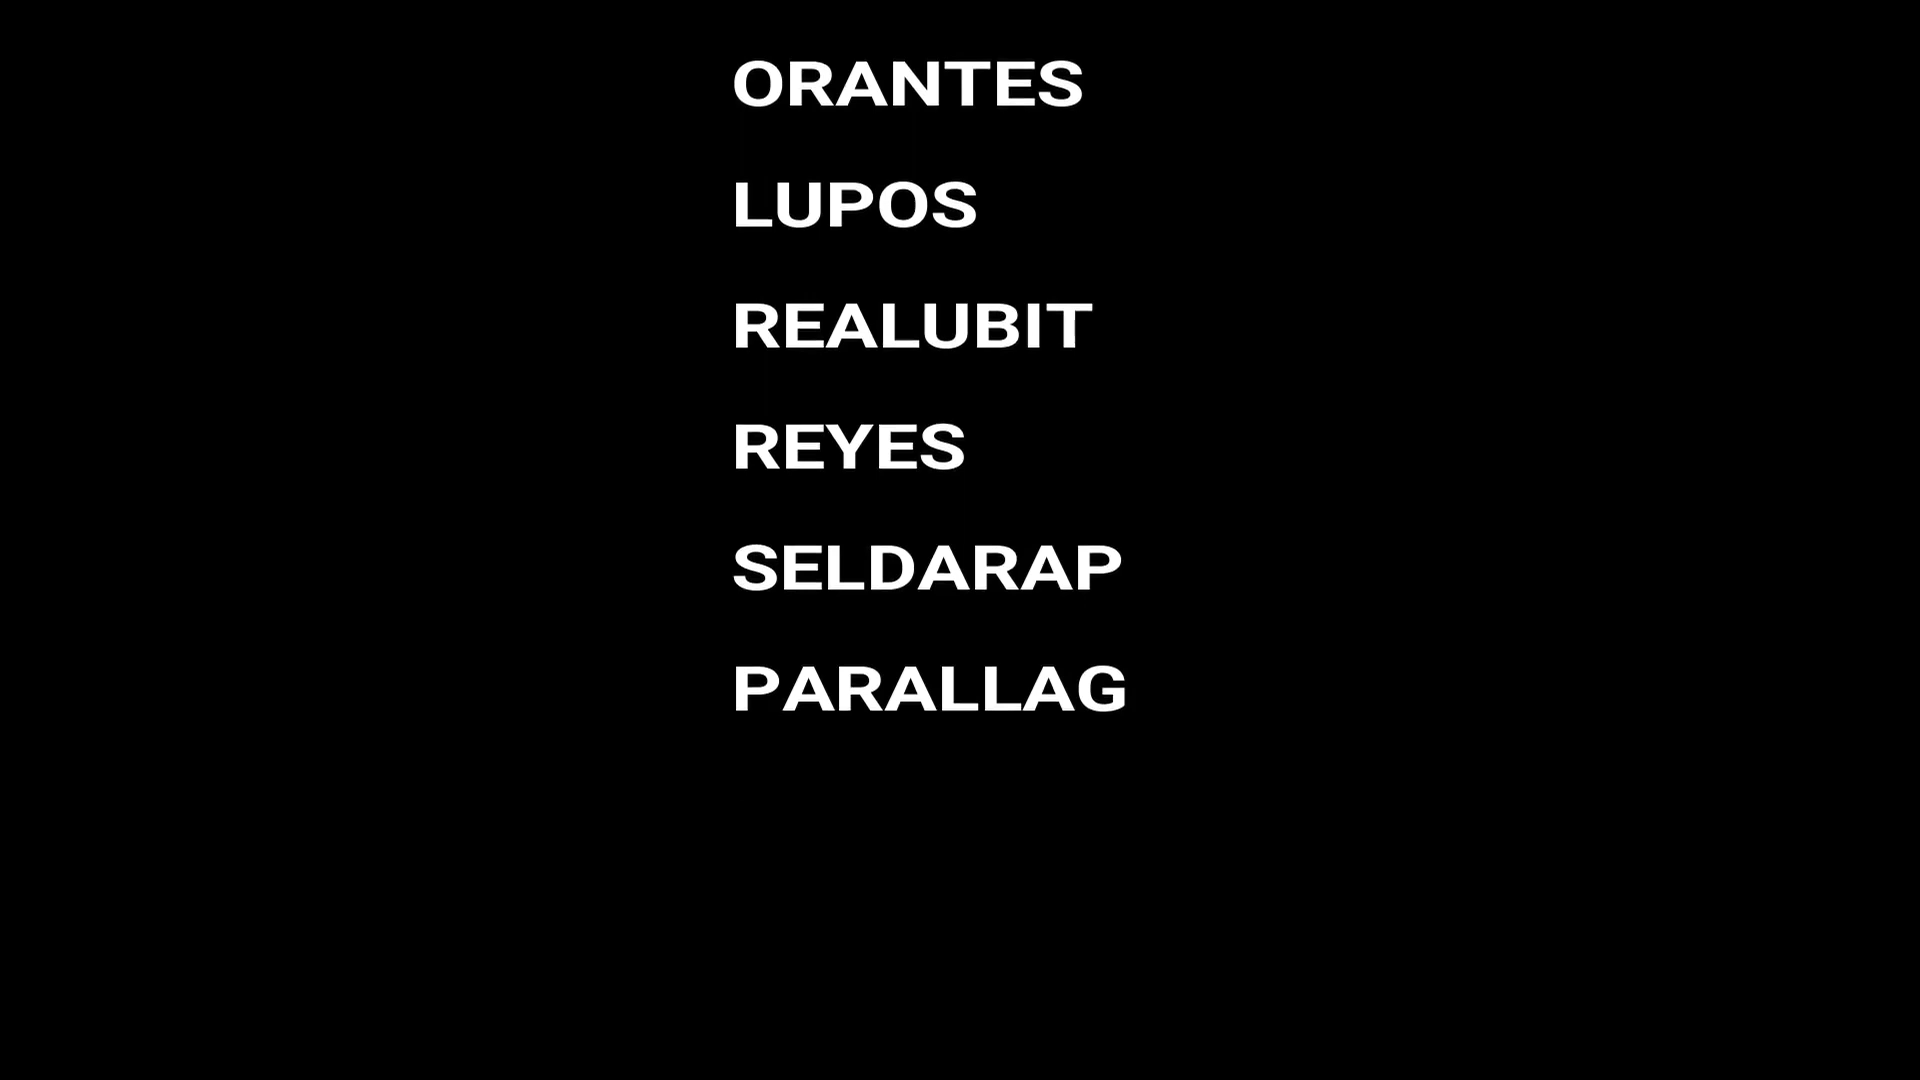 ORANTES
LUPOS
REALUBIT
REYES
SELDARAP
PARALLAG